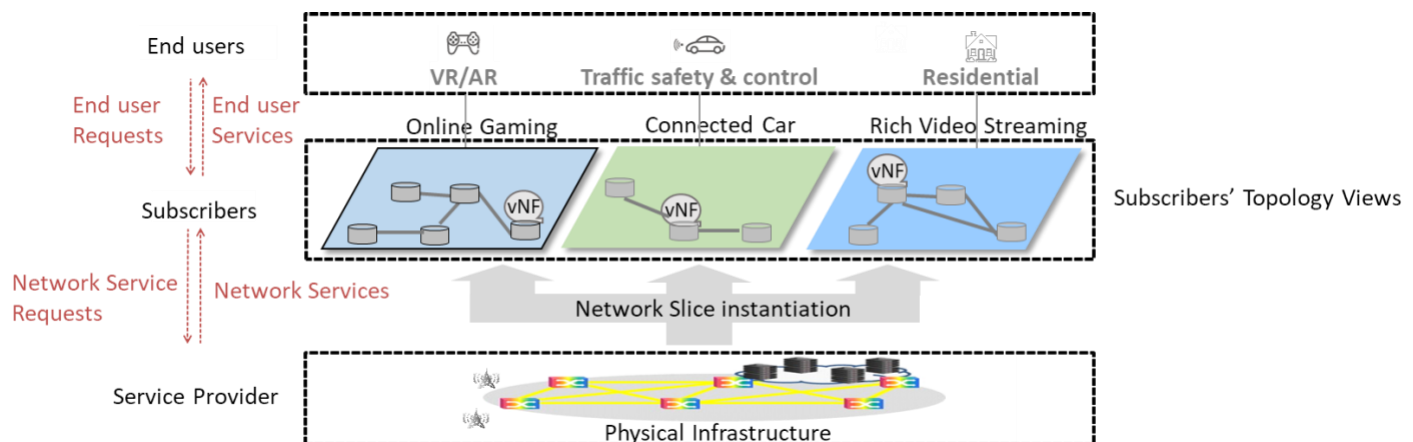 End users
VR/AR
Traffic safety & control
Residential
End user
Requests
End user
Services
Online Gaming
Connected Car
Rich Video Streaming
vNF
vNF
vNF
Subscribers
Subscribers’ Topology Views
Network Service
Requests
Network Services
Network Slice instantiation
Service Provider
Physical Infrastructure